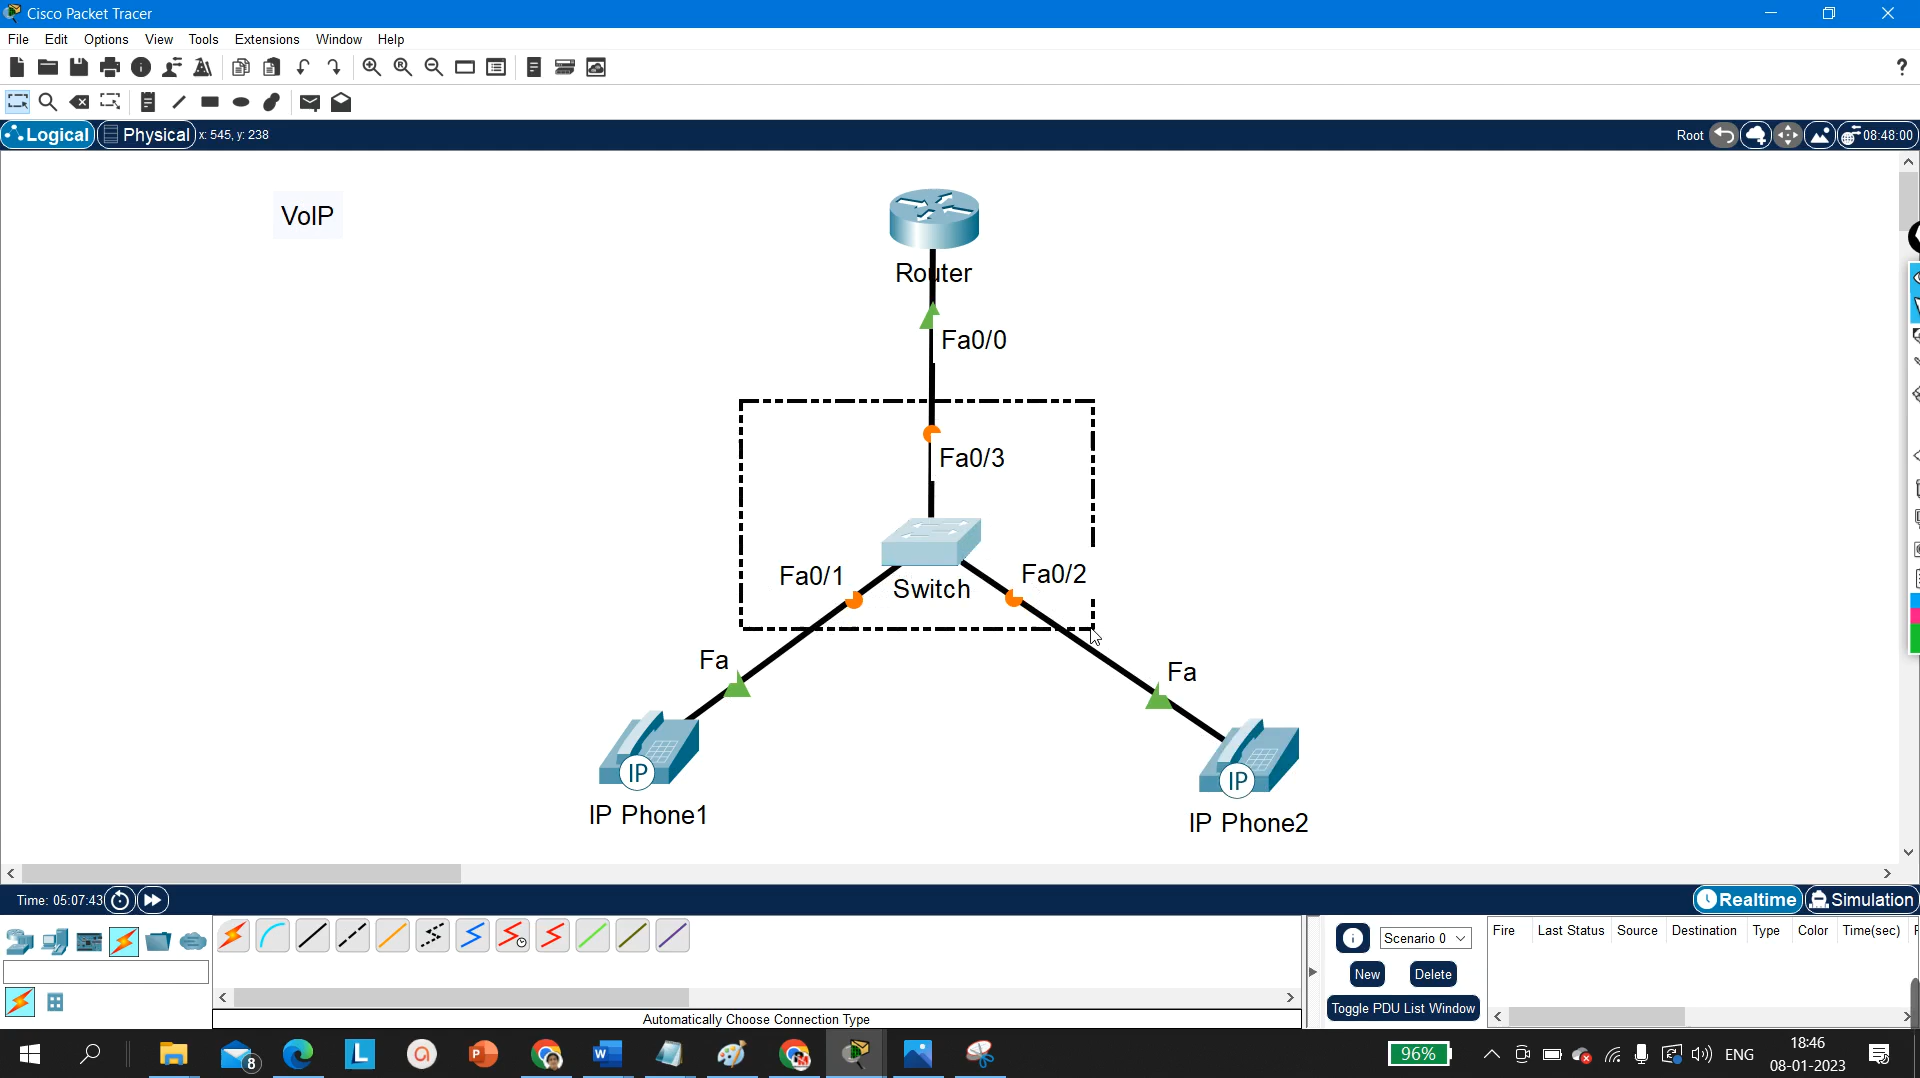 Cisco Packet Tracer
File Edit Options View Tools Extensions Window Help
?
Logical Physical x: 545, y: 238 Root 08:48:00
VoIP
Router
Fa0/0
Fa0/3
Fa0/1 Switch Fa0/2
Fa Fa
IP IP
IP Phone1 IP Phone2
Time: 05:07:43 Realtime Simulation
Scenario 0 Fire Last Status Source Destination Type Color Time(sec)
New Delete
Toggle PDU List Window
Automatically Choose Connection Type
8 L a P W 96% ENG 18:46
08-01-2023